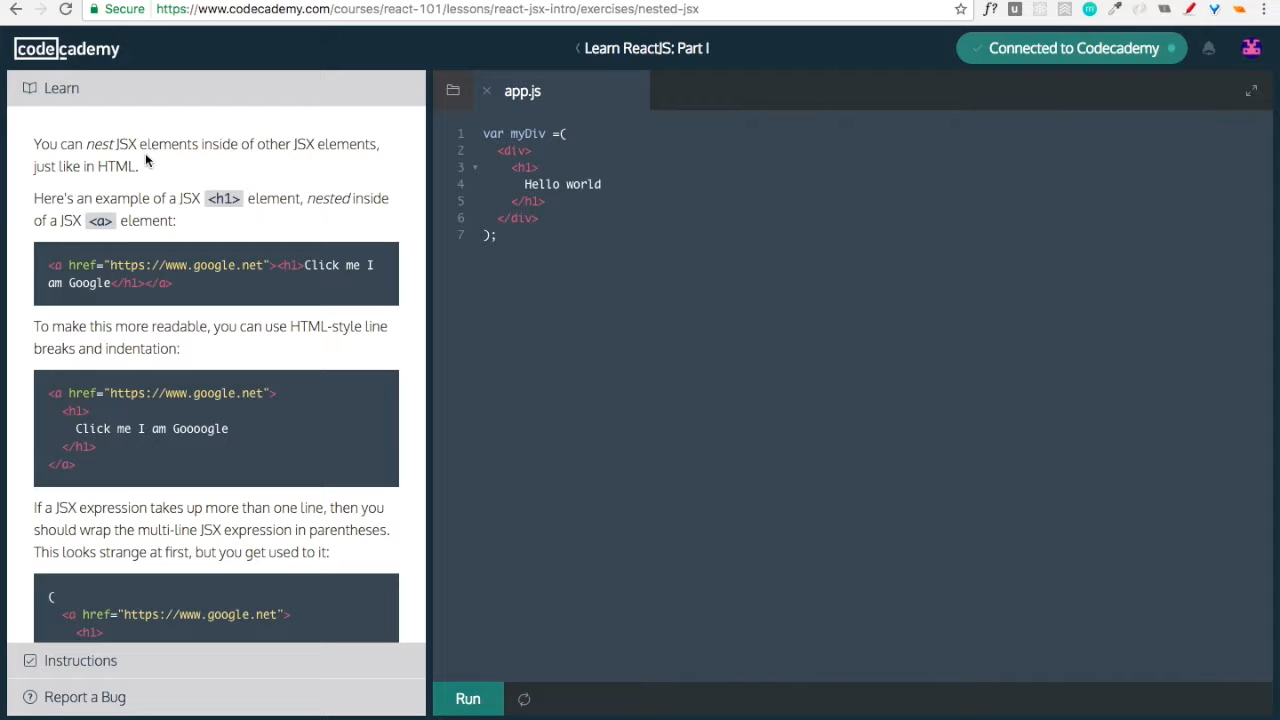 Secure https://www.codecademy.com/courses/react-101/lessons/react-jsx-intro/exercises/nested-jsx
codecademy
Learn ReactJS: Part I
Connected to Codecademy
Learn
You can nest JSX elements inside of other JSX elements,
just like in HTML.
Here's an example of a JSX <h1> element, nested inside
of a JSX <a> element:
<a href="https://www.google.net"><h1>Click me I
am Google</h1></a>
To make this more readable, you can use HTML-style line
breaks and indentation:
<a href="https://www.google.net">
<h1>
Click me I am Goooogle
</h1>
</a>
If a JSX expression takes up more than one line, then you
should wrap the multi-line JSX expression in parentheses.
This looks strange at first, but you get used to it:
(
<a href="https://www.google.net">
<h1>
Instructions
Report a Bug
app.js
1 var myDiv =(
2 <div>
3 <h1>
4 Hello world
5 </h1>
6 </div>
7 );
Run